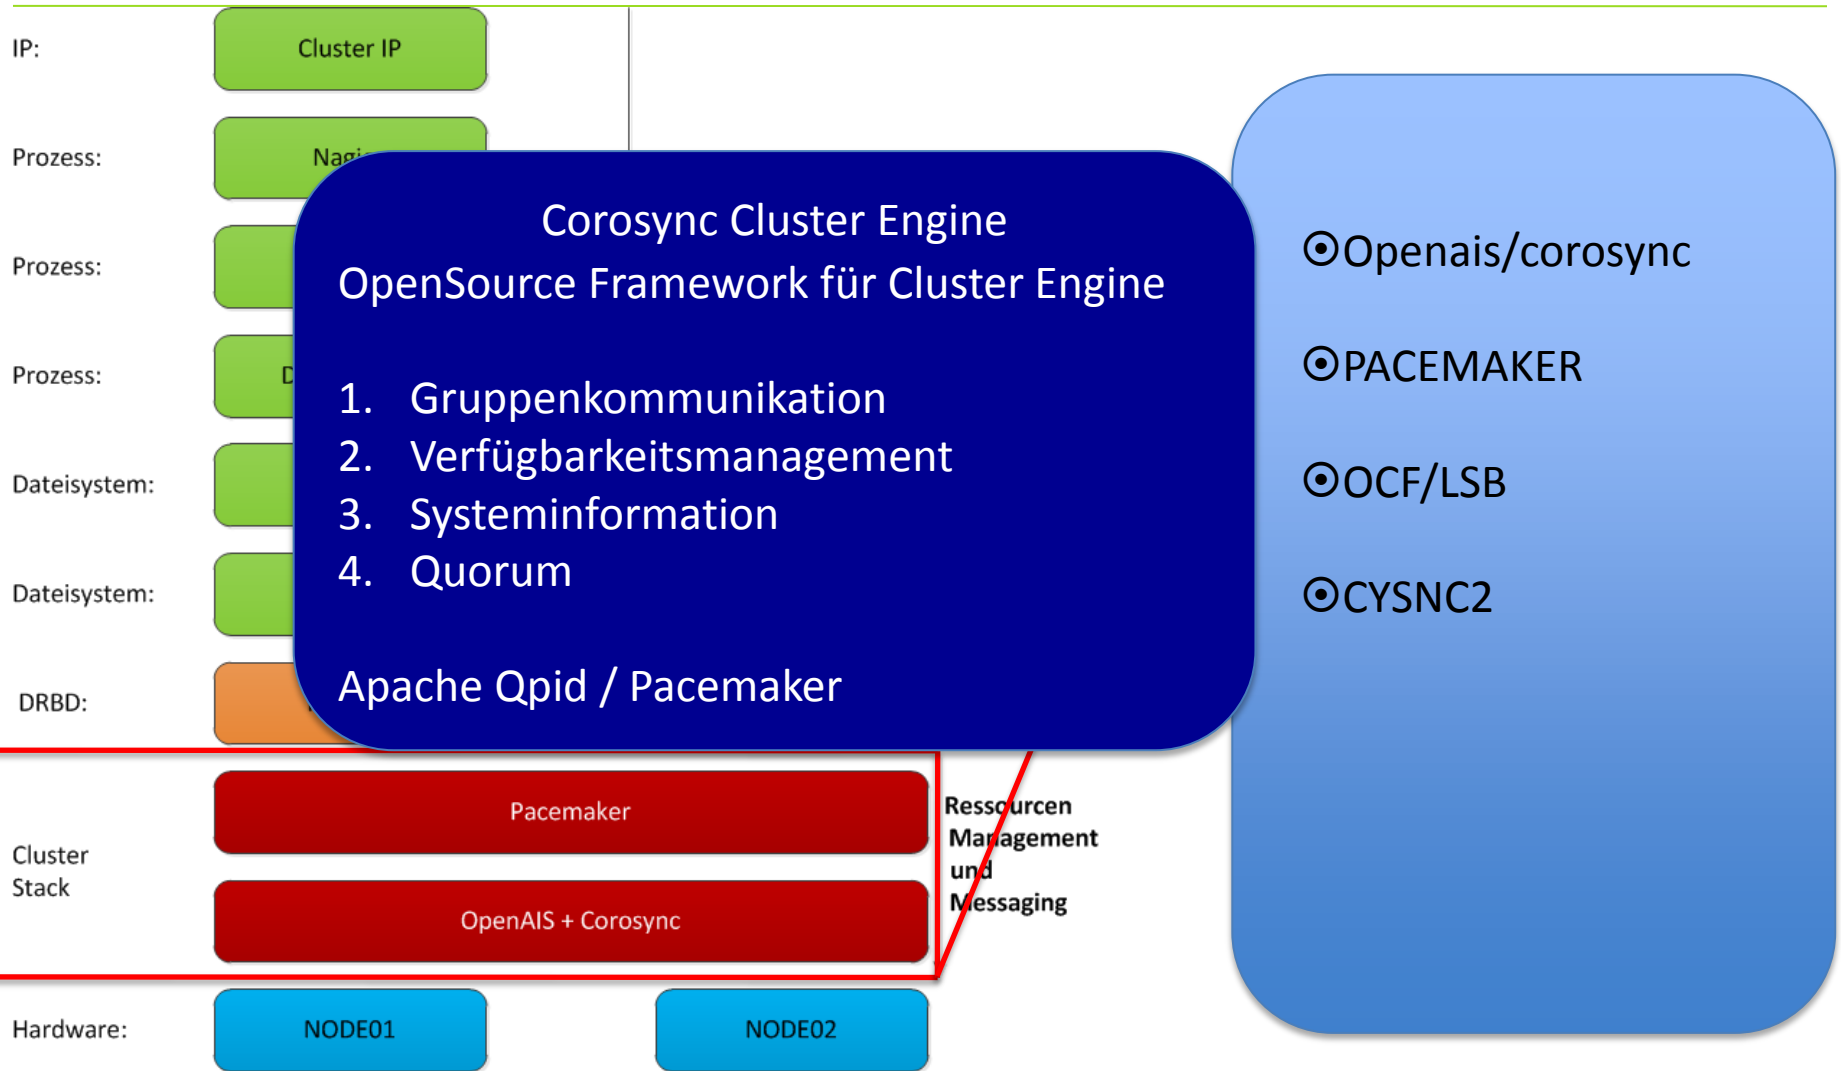 IP:
Cluster IP
Prozess:
Prozess:
Prozess:
Dateisystem:
Dateisystem:
DRBD:
Corosync Cluster Engine
OpenSource Framework für Cluster Engine
1. Gruppenkommunikation
2. Verfügbarkeitsmanagement
3. Systeminformation
4. Quorum
Apache Qpid / Pacemaker
Openais/corosync
PACEMAKER
OCF/LSB
CYSNC2
Cluster
Stack
Pacemaker
OpenAIS + Corosync
Ressourcen
Management
und
Messaging
Hardware:
NODE01
NODE02